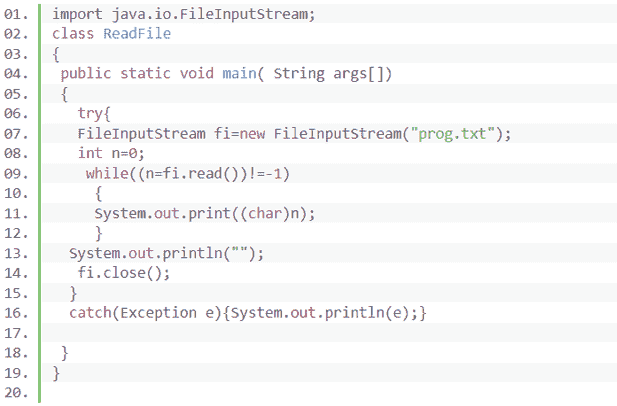 01. import java.io.FileInputStream;
02. class ReadFile
03. {
04. public static void main( String args[])
05. {
06. try{
07. FileInputStream fi=new FileInputStream("prog.txt");
08. int n=0;
09. while((n=fi.read())!=-1)
10. {
11. System.out.print((char)n);
12. }
13. System.out.println("");
14. fi.close();
15. }
16. catch(Exception e){System.out.println(e);}
17.
18. }
19. }
20.